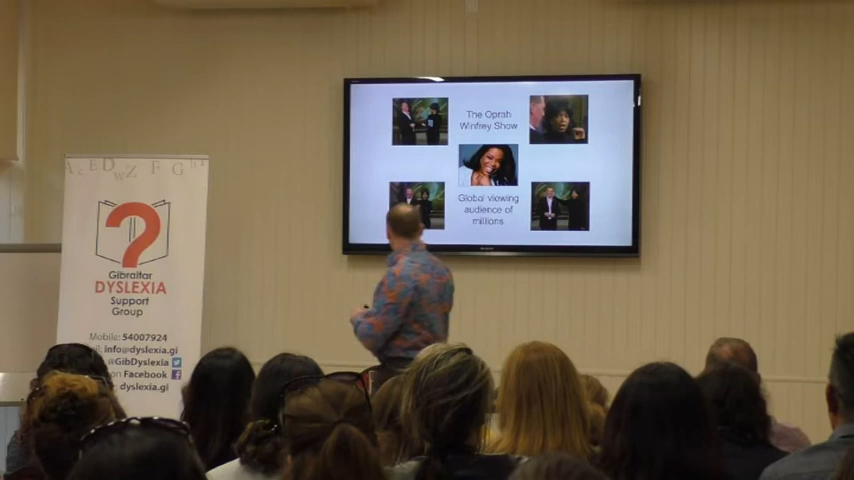 The Oprah
Winfrey Show
Global viewing
audience of
millions
A c E D W Z F G
?
Gibraltar
DYSLEXIA
Support
Group
Mobile: 54007924
info@dyslexia.gi
@GibDyslexia
on Facebook
dyslexia.gi